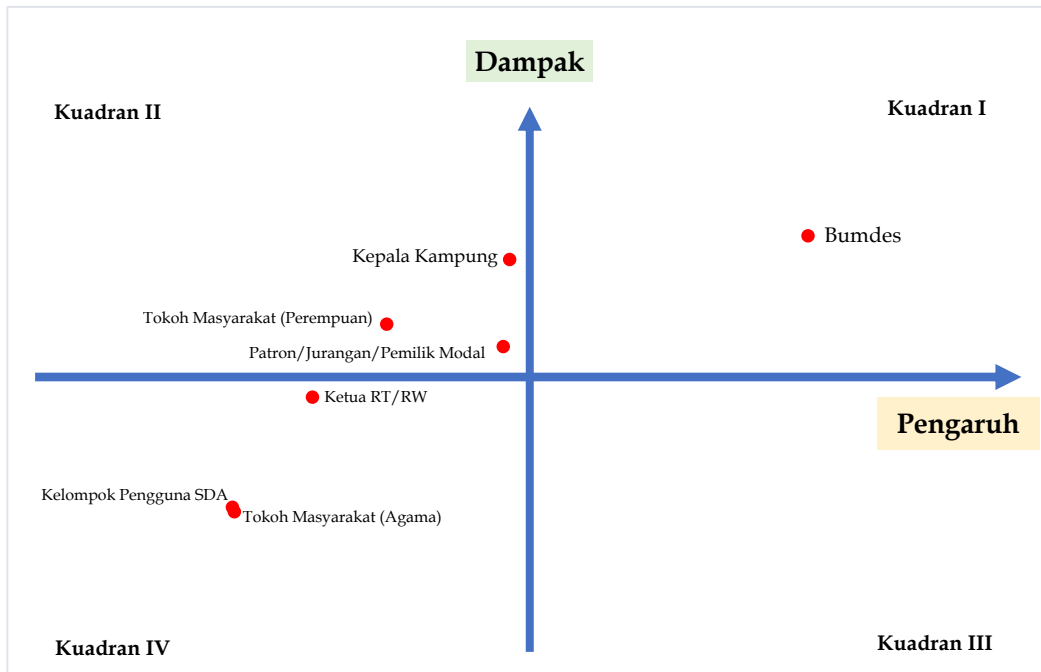 Dampak
Kuadran II
Kuadran I
Bumdes
Kepala Kampung
Tokoh Masyarakat (Perempuan)
Patron/Jurangan/Pemilik Modal
Ketua RT/RW
Pengaruh
Kelompok Pengguna SDA
Tokoh Masyarakat (Agama)
Kuadran IV
Kuadran III